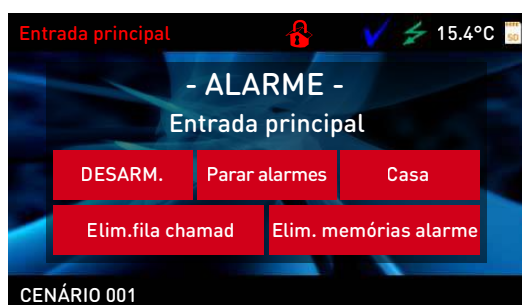 Entrada principal 15.4°C SD
- ALARME -
Entrada principal
DESARM. Parar alarmes Casa
Elim.fila chamad Elim. memórias alarme
CENÁRIO 001